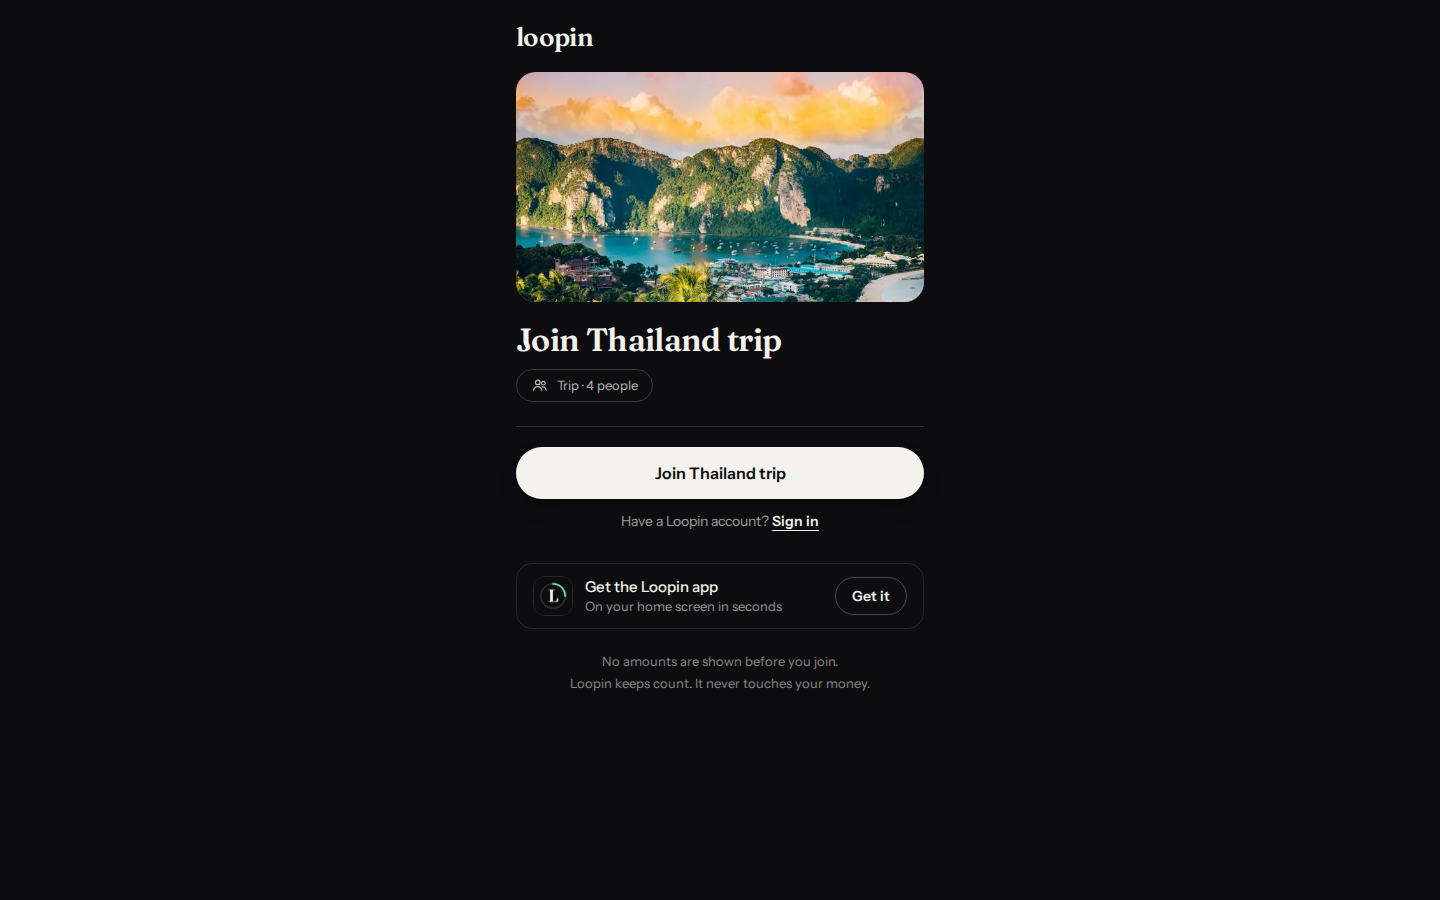 loopin
Join Thailand trip
Trip · 4 people
Join Thailand trip
Have a Loopin account? Sign in
L
Get the Loopin app
On your home screen in seconds
Get it
No amounts are shown before you join.
Loopin keeps count. It never touches your money.